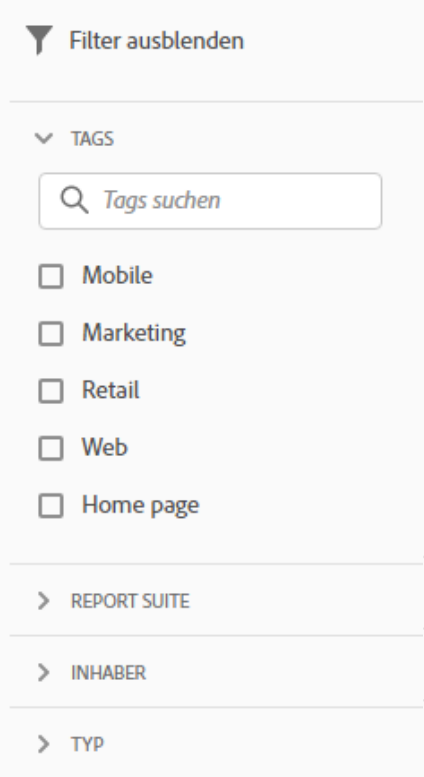 Filter ausblenden
TAGS
Tags suchen
Mobile
Marketing
Retail
Web
Home page
REPORT SUITE
INHABER
TYP